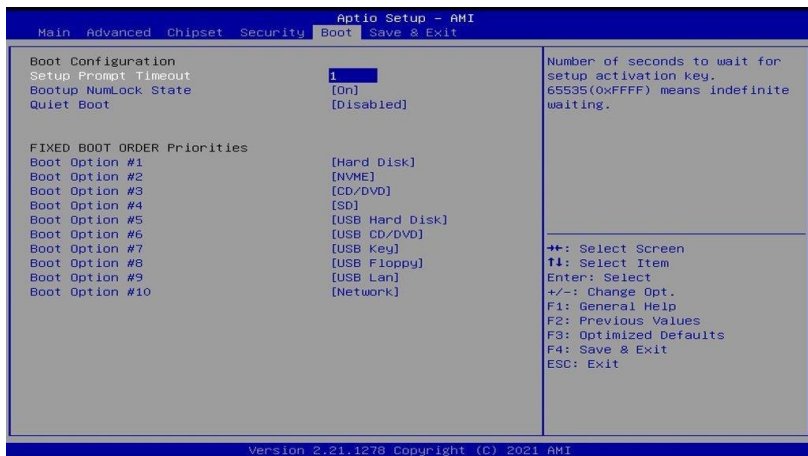 Aptio Setup – AMI
Main Advanced Chipset Security Boot Save & Exit
Boot Configuration
Setup Prompt Timeout 1
Bootup NumLock State [On]
Quiet Boot [Disabled]
FIXED BOOT ORDER Priorities
Boot Option #1 [Hard Disk]
Boot Option #2 [NVME]
Boot Option #3 [CD/DVD]
Boot Option #4 [SD]
Boot Option #5 [USB Hard Disk]
Boot Option #6 [USB CD/DVD]
Boot Option #7 [USB Key]
Boot Option #8 [USB Floppy]
Boot Option #9 [USB Lan]
Boot Option #10 [Network]
Number of seconds to wait for
setup activation key.
65535(0xFFFF) means indefinite
waiting.
→←: Select Screen
↑↓: Select Item
Enter: Select
+/-: Change Opt.
F1: General Help
F2: Previous Values
F3: Optimized Defaults
F4: Save & Exit
ESC: Exit
Version 2.21.1278 Copyright (C) 2021 AMI